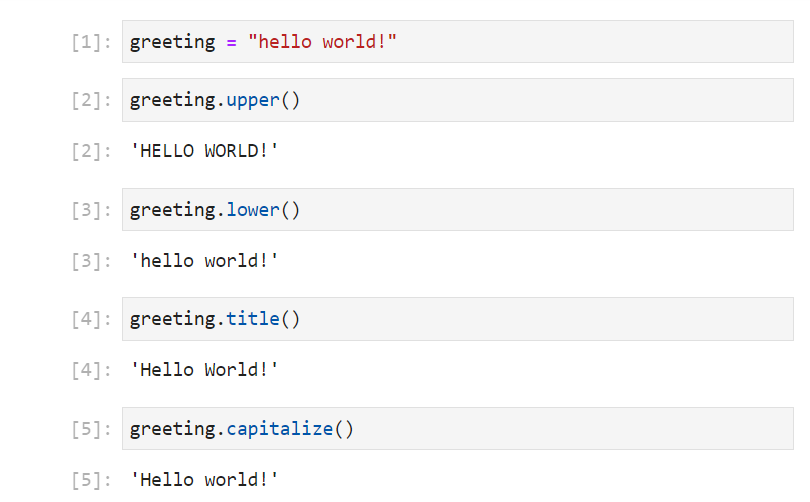 [1]: greeting = "hello world!"
[2]: greeting.upper()
[2]: 'HELLO WORLD!'
[3]: greeting.lower()
[3]: 'hello world!'
[4]: greeting.title()
[4]: 'Hello World!'
[5]: greeting.capitalize()
[5]: 'Hello world!'